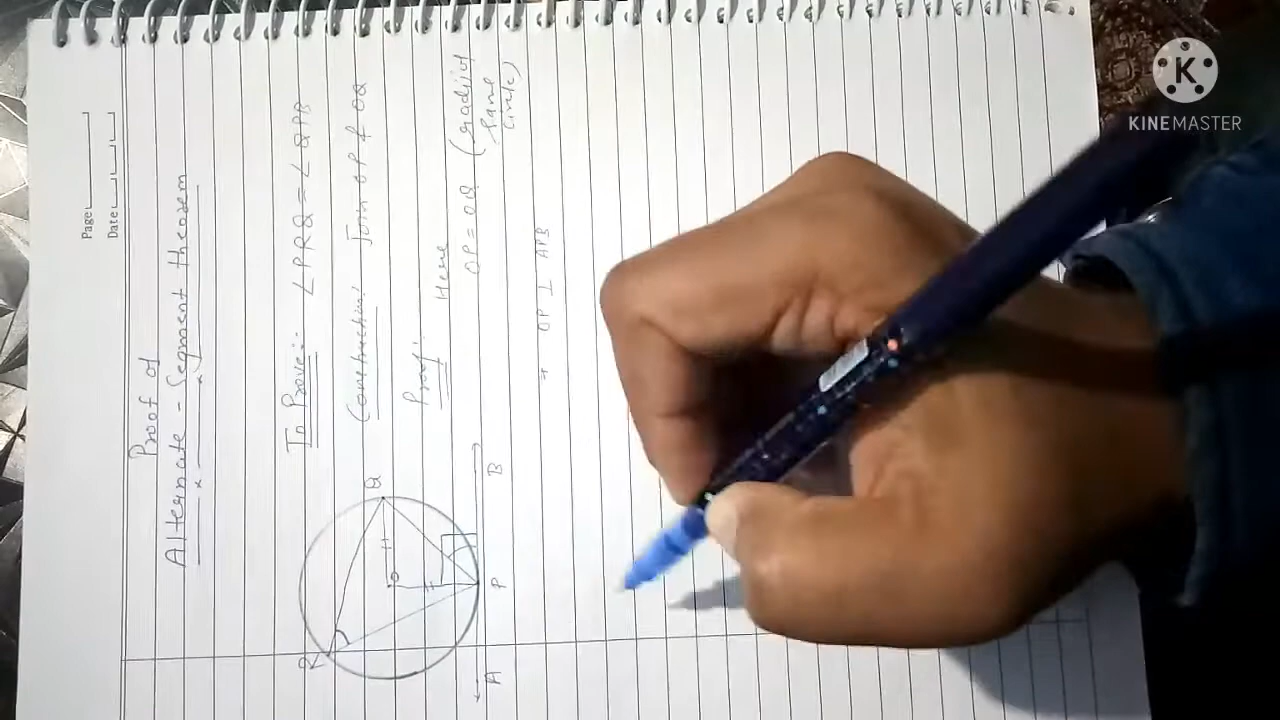 Page:
Date:
Proof of
Alternate - Segment theorem
To Prove :- ∠PRQ = ∠QPB
Construction: Join OP & OQ
Proof:
Here
OP = OQ (radii of same circle)
→ OP ⊥ APB
R
Q
O
A P B
KINEMASTER